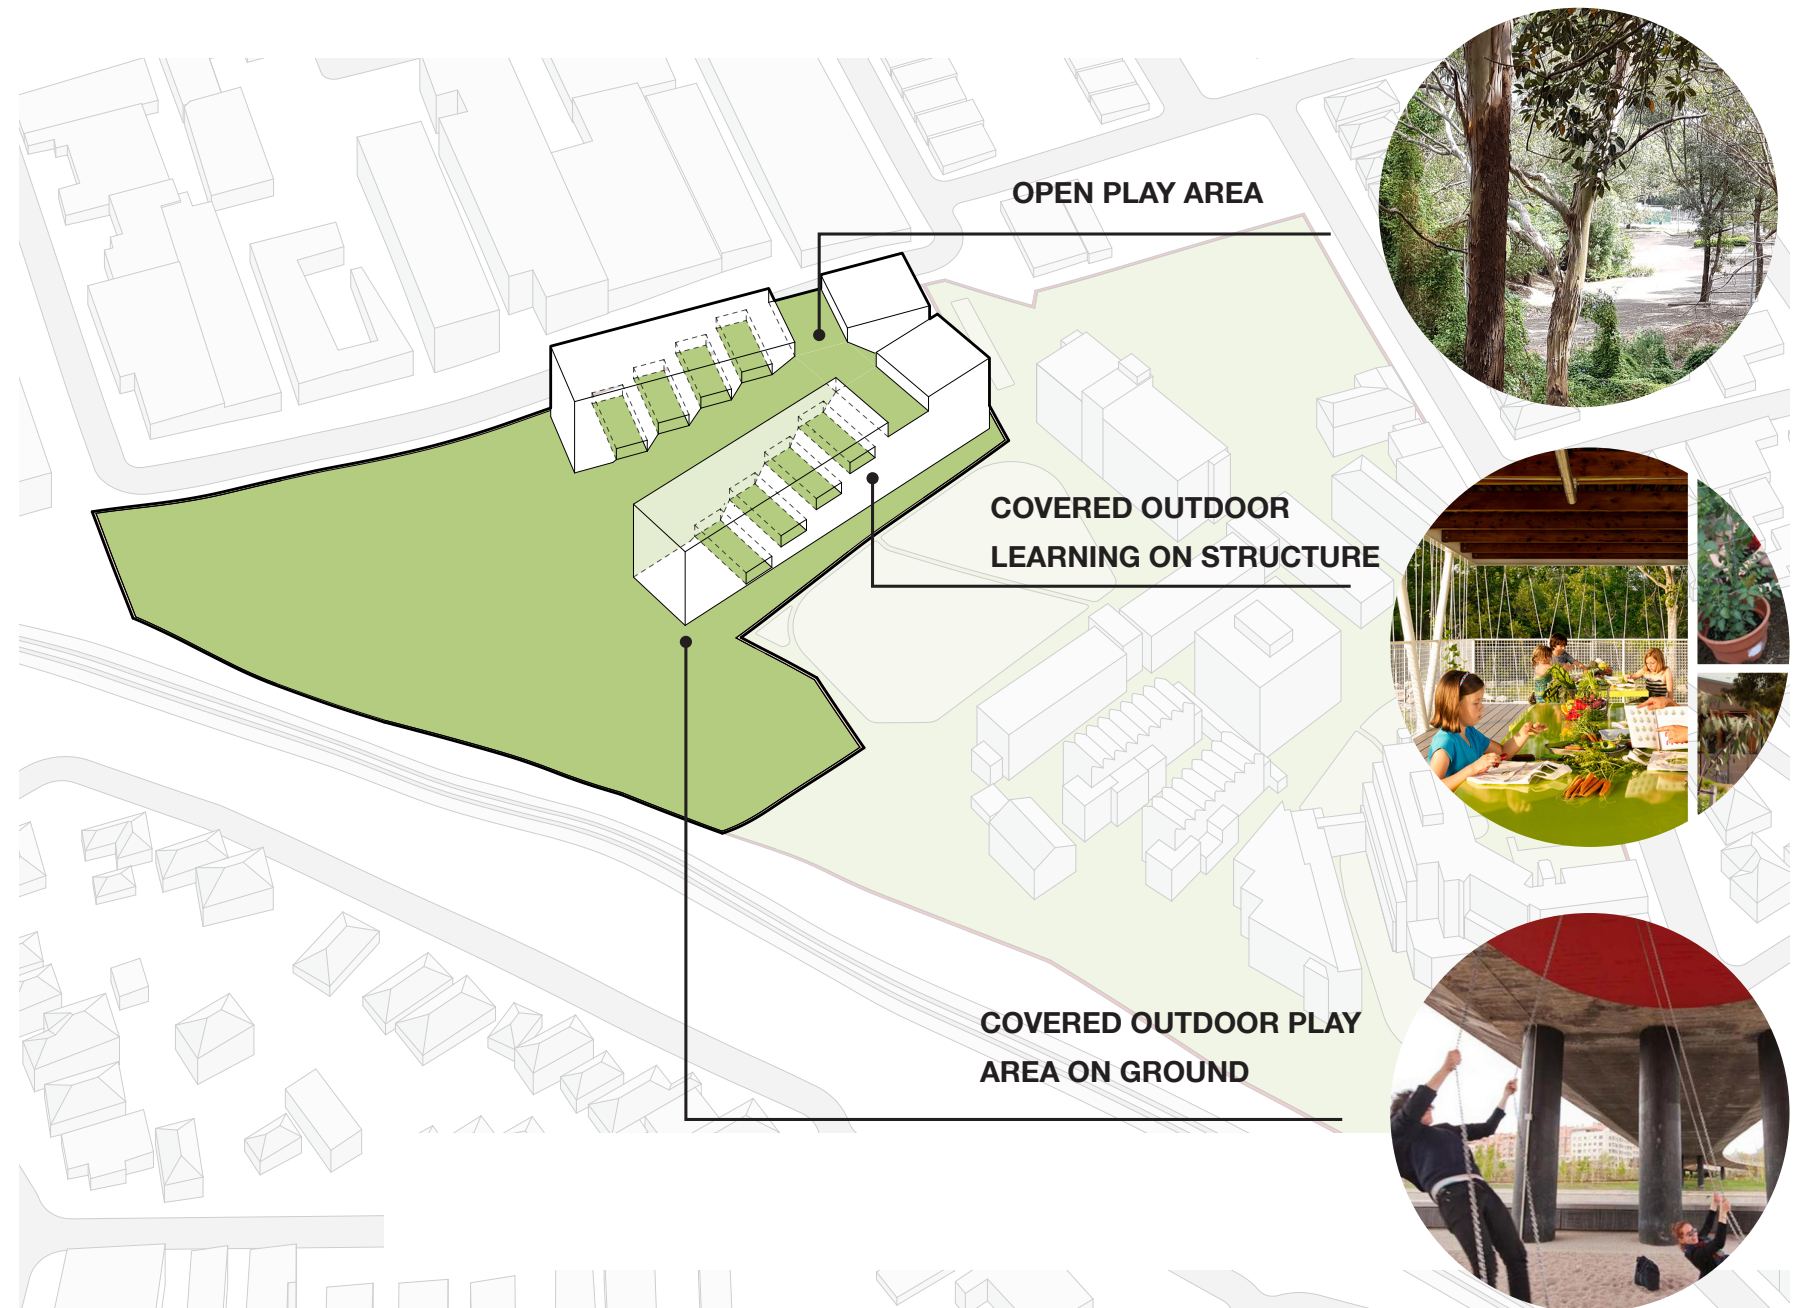 OPEN PLAY AREA
COVERED OUTDOOR
LEARNING ON STRUCTURE
COVERED OUTDOOR PLAY
AREA ON GROUND